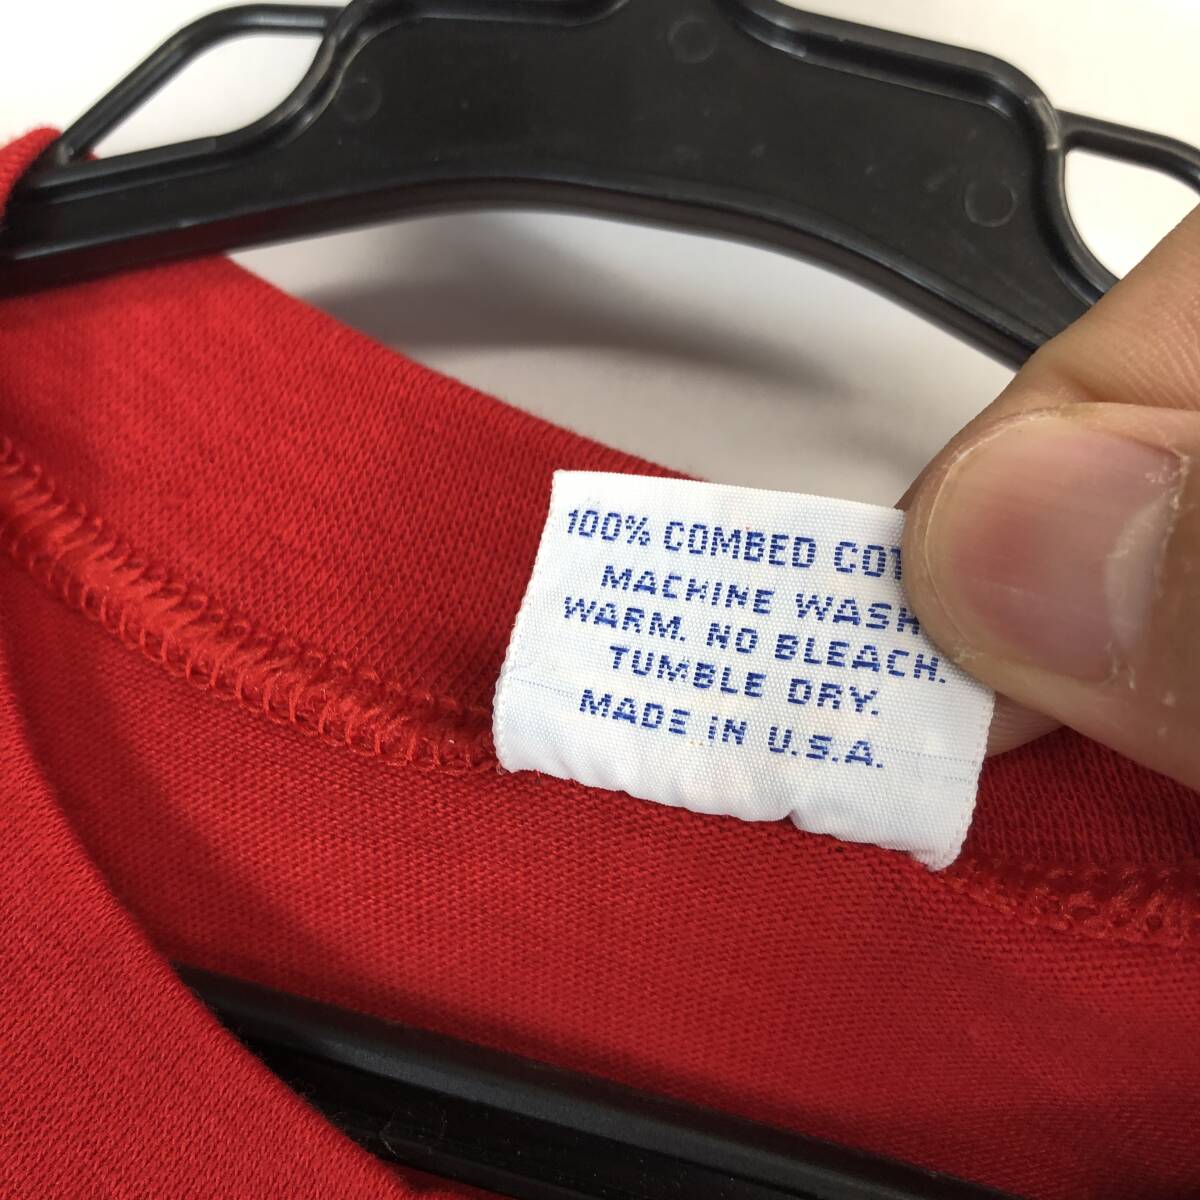 100% COMBED COT
MACHINE WASH
WARM. NO BLEACH.
TUMBLE DRY.
MADE IN U.S.A.